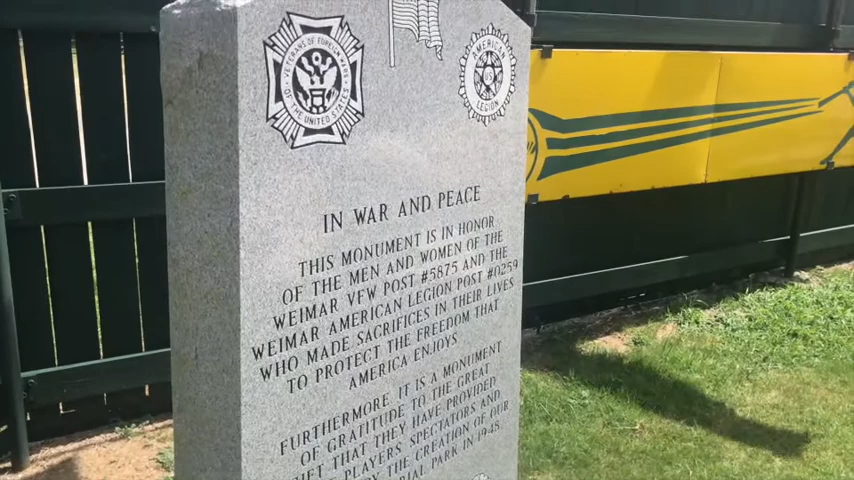 VETERANS OF FOREIGN WARS
OF THE UNITED STATES
AMERICAN
US
LEGION
IN WAR AND PEACE
THIS MONUMENT IS IN HONOR
OF THE MEN AND WOMEN OF THE
WEIMAR VFW POST #5875 AND THE
WEIMAR AMERICAN LEGION POST #0259
WHO MADE SACRIFICES IN THEIR LIVES
TO PROTECT THE FREEDOM THAT
AMERICA ENJOYS
FURTHERMORE IT IS A MONUMENT
OF GRATITUDE TO THE GREAT
THAT THEY HAVE PROVIDED
PLAYERS SPECTATORS AND OUR
THE CREATION OF
PARK IN 1948.